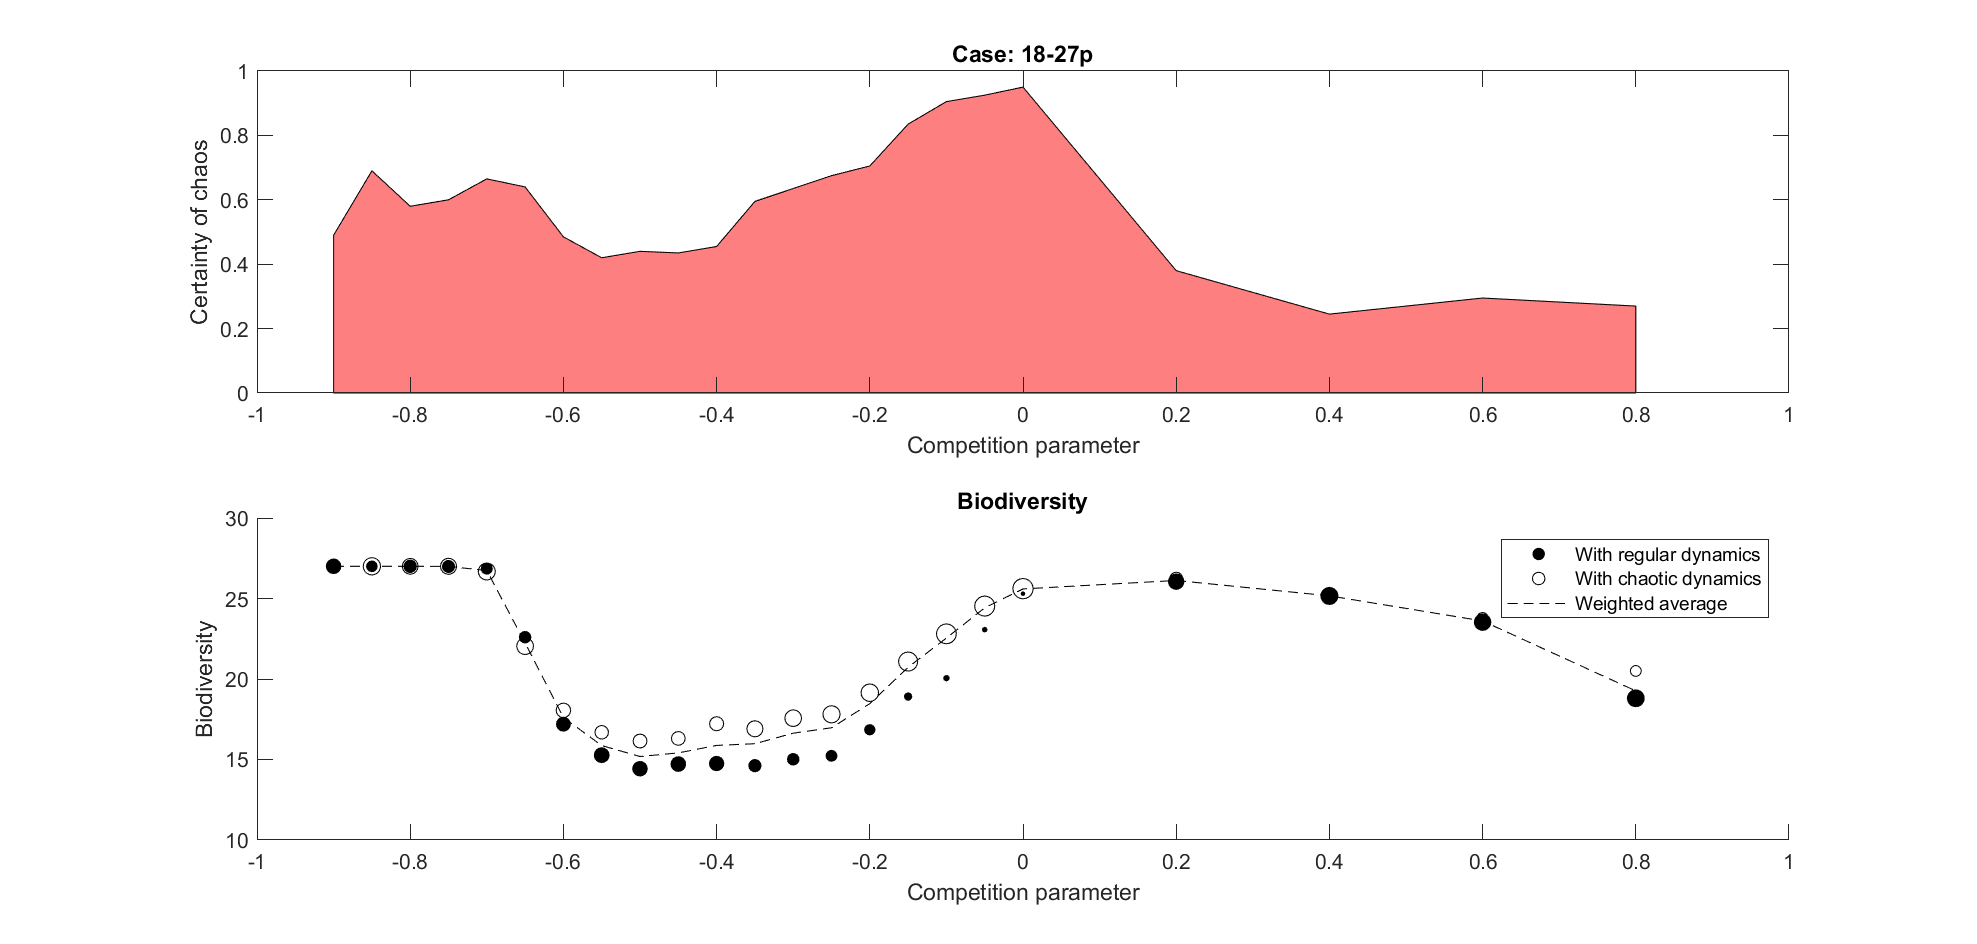 Case: 18-27p
1
0.8
0.6
0.4
0.2
0
Certainty of chaos
-1 -0.8 -0.6 -0.4 -0.2 0 0.2 0.4 0.6 0.8 1
Competition parameter
Biodiversity
30
25
20
15
10
Biodiversity
With regular dynamics
With chaotic dynamics
Weighted average
-1 -0.8 -0.6 -0.4 -0.2 0 0.2 0.4 0.6 0.8 1
Competition parameter